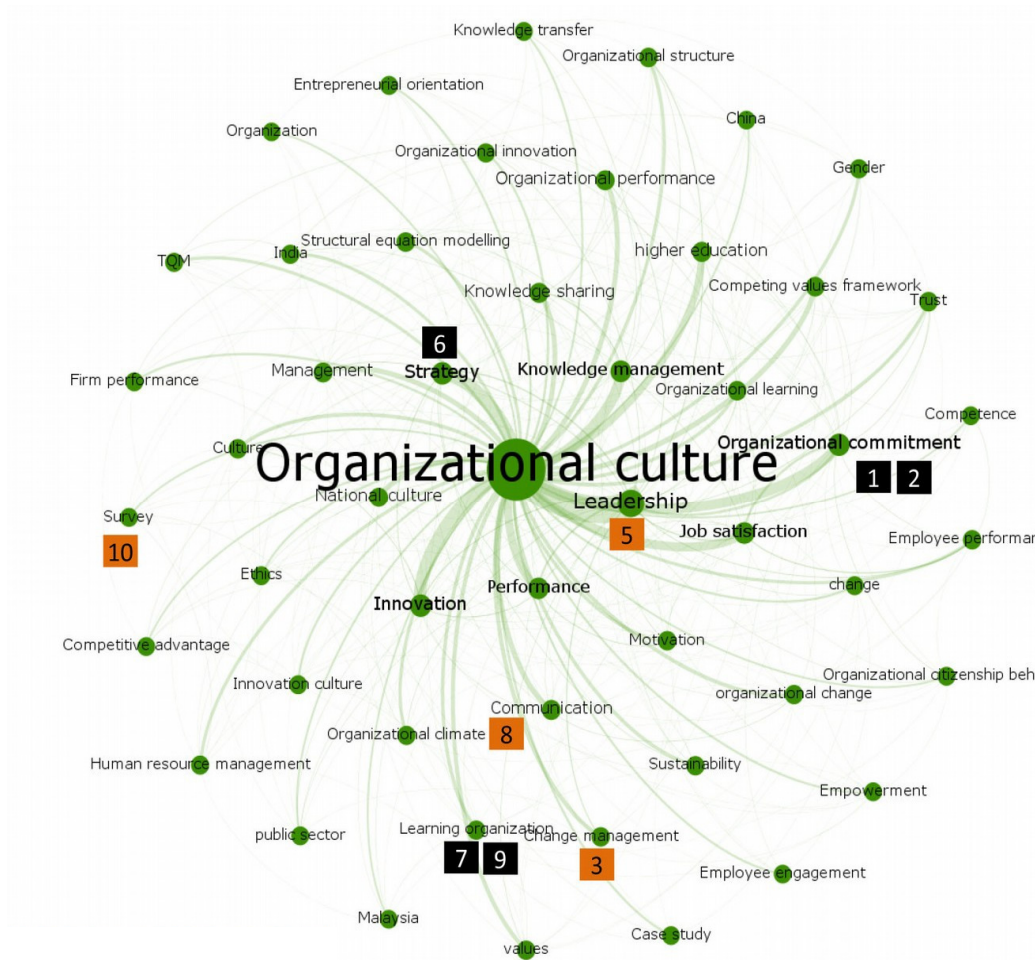 Knowledge transfer
Organizational structure
Entrepreneurial orientation
China
Organization
Organizational innovation
Gender
Organizational performance
Structural equation modelling
higher education
India
TQM
Knowledge sharing
Competing values framework
Trust
6
Management
Strategy
Knowledge management
Firm performance
Organizational learning
Competence
Culture
Organizational culture
Organizational commitment
1 2
National culture
Leadership
Survey
5
Job satisfaction
Employee performar
10
Ethics
Performance
change
Innovation
Competitive advantage
Motivation
Innovation culture
Organizational citizenship beh
organizational change
Communication
Organizational climate
8
Human resource management
Sustainability
Empowerment
public sector
Learning organization
Change management
7 9
3
Employee engagement
Malaysia
values
Case study